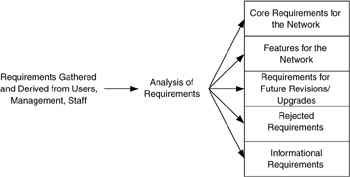 Requirements Gathered
and Derived from Users,
Management, Staff
Analysis of
Requirements
Core Requirements for
the Network
Features for the
Network
Requirements for
Future Revisions/
Upgrades
Rejected
Requirements
Informational
Requirements